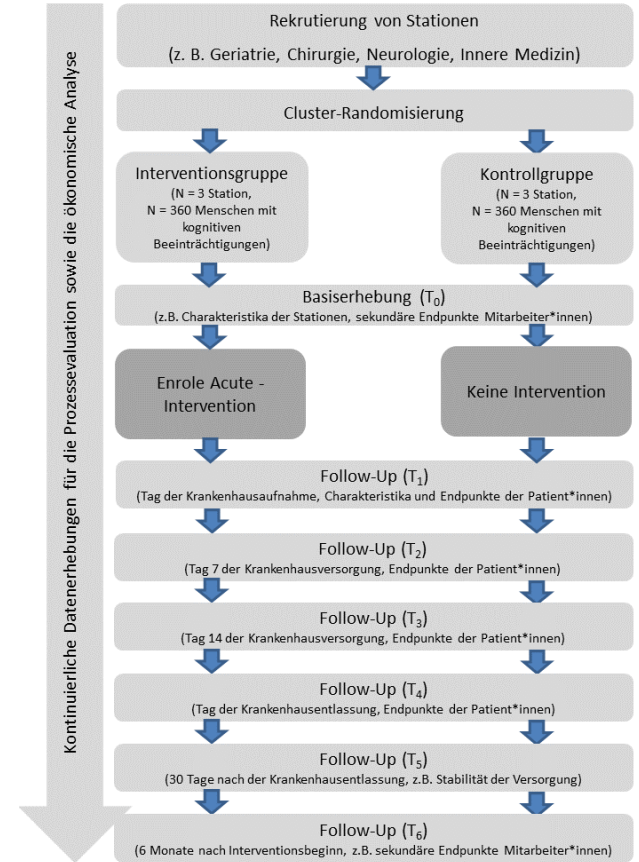 Kontinuierliche Datenerhebungen für die Prozessevaluation sowie die ökonomische Analyse
Rekrutierung von Stationen
(z. B. Geriatrie, Chirurgie, Neurologie, Innere Medizin)
Cluster-Randomisierung
Interventionsgruppe
(N = 3 Station,
N = 360 Menschen mit
kognitiven
Beeinträchtigungen)
Kontrollgruppe
(N = 3 Station,
N = 360 Menschen mit
kognitiven
Beeinträchtigungen)
Basiserhebung (T₀)
(z.B. Charakteristika der Stationen, sekundäre Endpunkte Mitarbeiter*innen)
Enrole Acute -
Intervention
Keine Intervention
Follow-Up (T₁)
(Tag der Krankenhausaufnahme, Charakteristika und Endpunkte der Patient*innen)
Follow-Up (T₂)
(Tag 7 der Krankenhausversorgung, Endpunkte der Patient*innen)
Follow-Up (T₃)
(Tag 14 der Krankenhausversorgung, Endpunkte der Patient*innen)
Follow-Up (T₄)
(Tag der Krankenhausentlassung, Endpunkte der Patient*innen)
Follow-Up (T₅)
(30 Tage nach der Krankenhausentlassung, z.B. Stabilität der Versorgung)
Follow-Up (T₆)
(6 Monate nach Interventionsbeginn, z.B. sekundäre Endpunkte Mitarbeiter*innen)